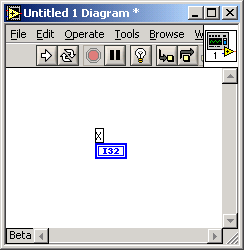 Untitled 1 Diagram *
File Edit Operate Tools Browse W
1
X
I32
Beta